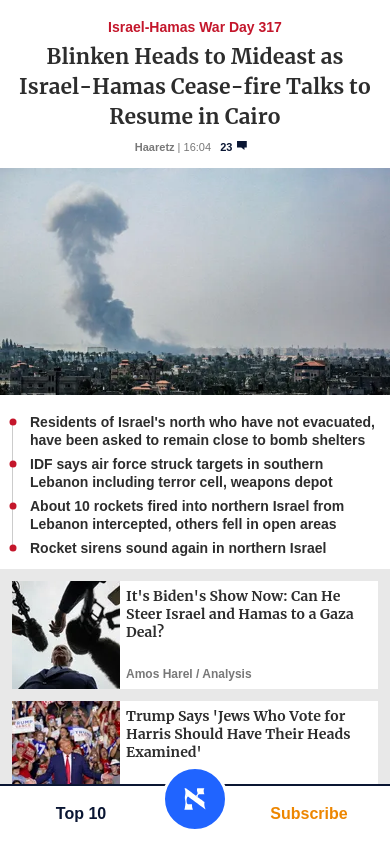 Israel-Hamas War Day 317
Blinken Heads to Mideast as
Israel-Hamas Cease-fire Talks to
Resume in Cairo
Haaretz | 16:04 23
Residents of Israel's north who have not evacuated,
have been asked to remain close to bomb shelters
IDF says air force struck targets in southern
Lebanon including terror cell, weapons depot
About 10 rockets fired into northern Israel from
Lebanon intercepted, others fell in open areas
Rocket sirens sound again in northern Israel
It's Biden's Show Now: Can He
Steer Israel and Hamas to a Gaza
Deal?
Amos Harel / Analysis
Trump Says 'Jews Who Vote for
Harris Should Have Their Heads
Examined'
Top 10
Subscribe